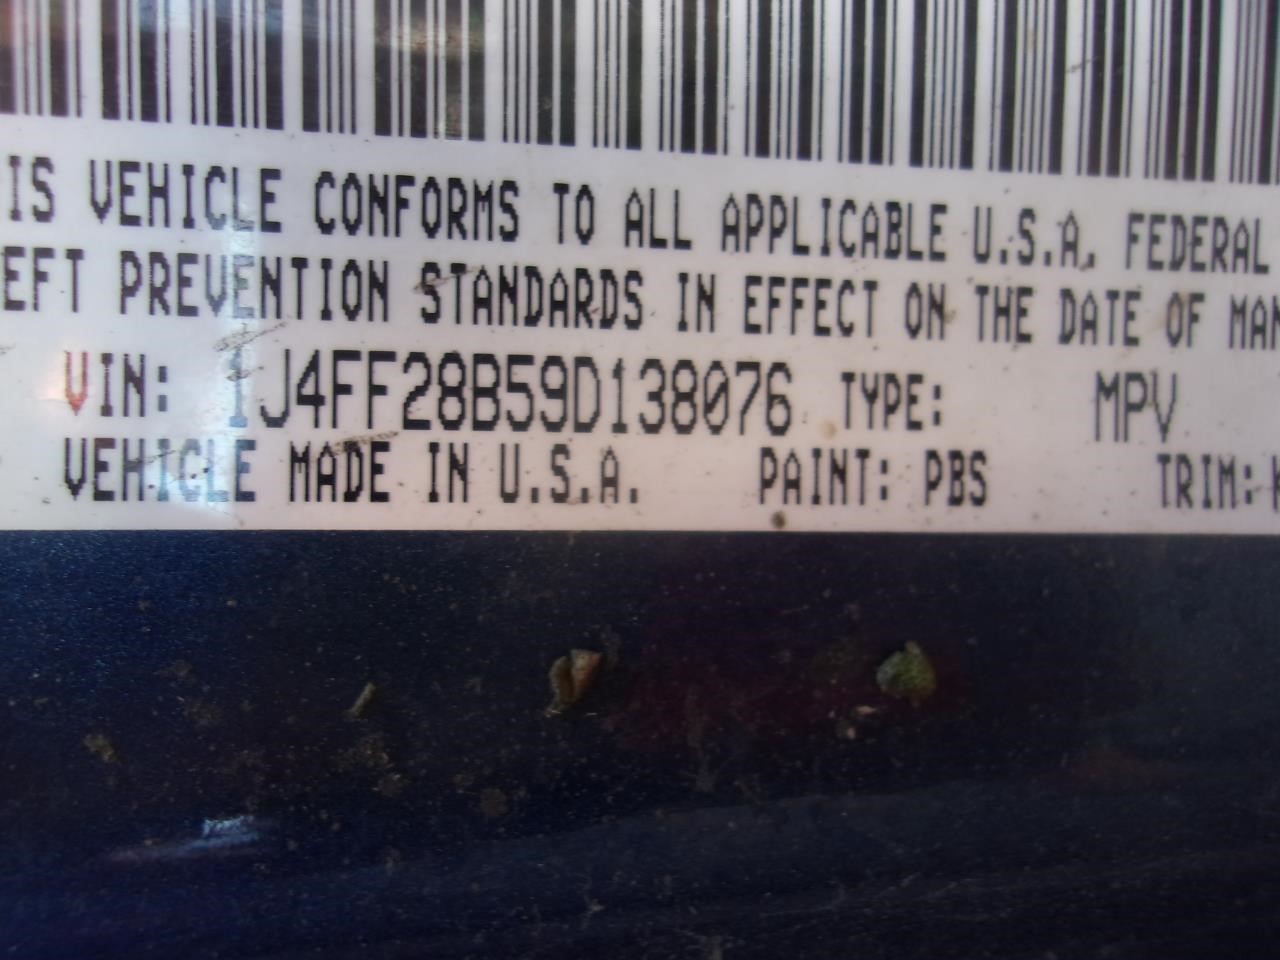 IS VEHICLE CONFORMS TO ALL APPLICABLE U.S.A. FEDERAL
EFT PREVENTION STANDARDS IN EFFECT ON THE DATE OF MAN
VIN: 1J4FF28B59D138076 TYPE: MPV
VEHICLE MADE IN U.S.A. PAINT: PBS TRIM: